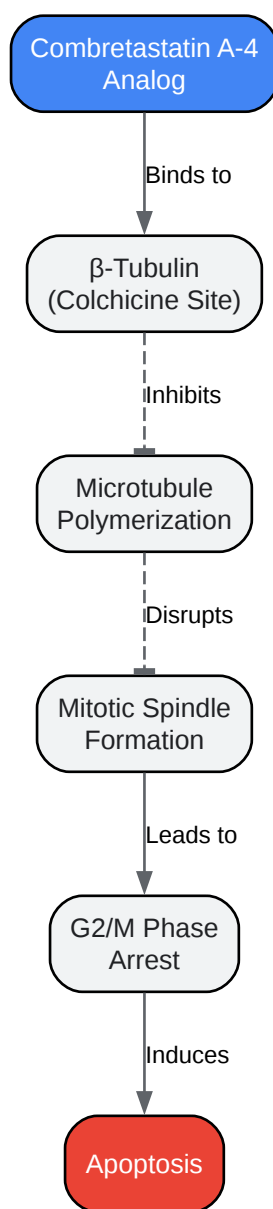 Combretastatin A-4
Analog
Binds to
β-Tubulin
(Colchicine Site)
Inhibits
Microtubule
Polymerization
Disrupts
Mitotic Spindle
Formation
Leads to
G2/M Phase
Arrest
Induces
Apoptosis